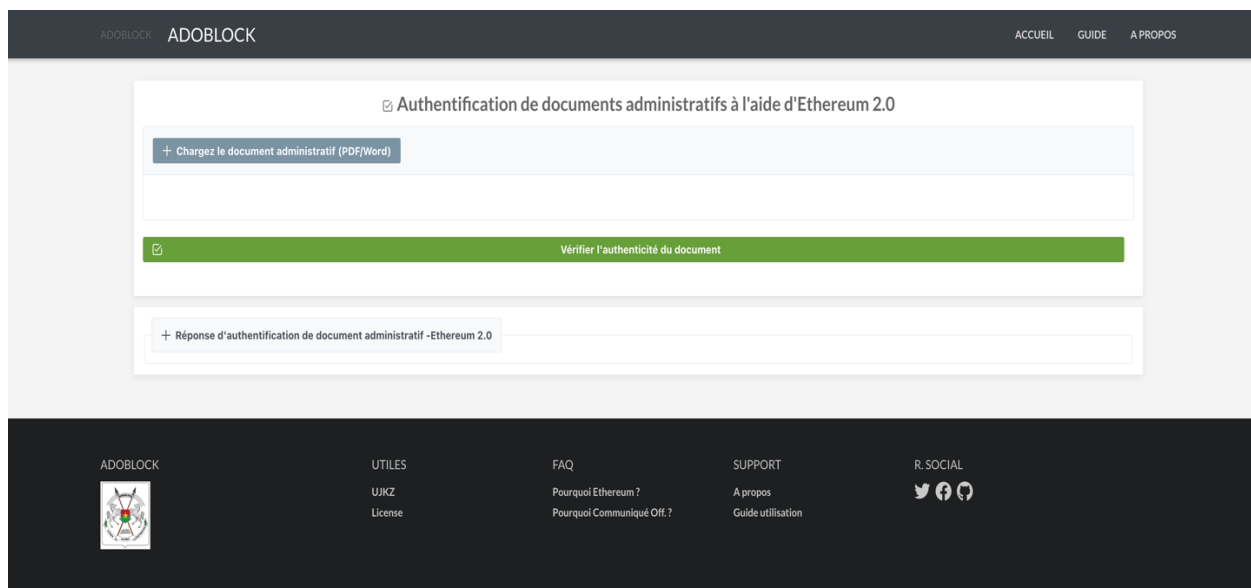 ADOBLOCK ADOBLOCK ACCUEIL GUIDE A PROPOS
Authentification de documents administratifs à l'aide d'Ethereum 2.0
+ Chargez le document administratif (PDF/Word)
Vérifier l'authenticité du document
+ Réponse d'authentification de document administratif -Ethereum 2.0
ADOBLOCK UTILES FAQ SUPPORT R. SOCIAL
UJKZ Pourquoi Ethereum ? A propos
License Pourquoi Communiqué Off. ? Guide utilisation